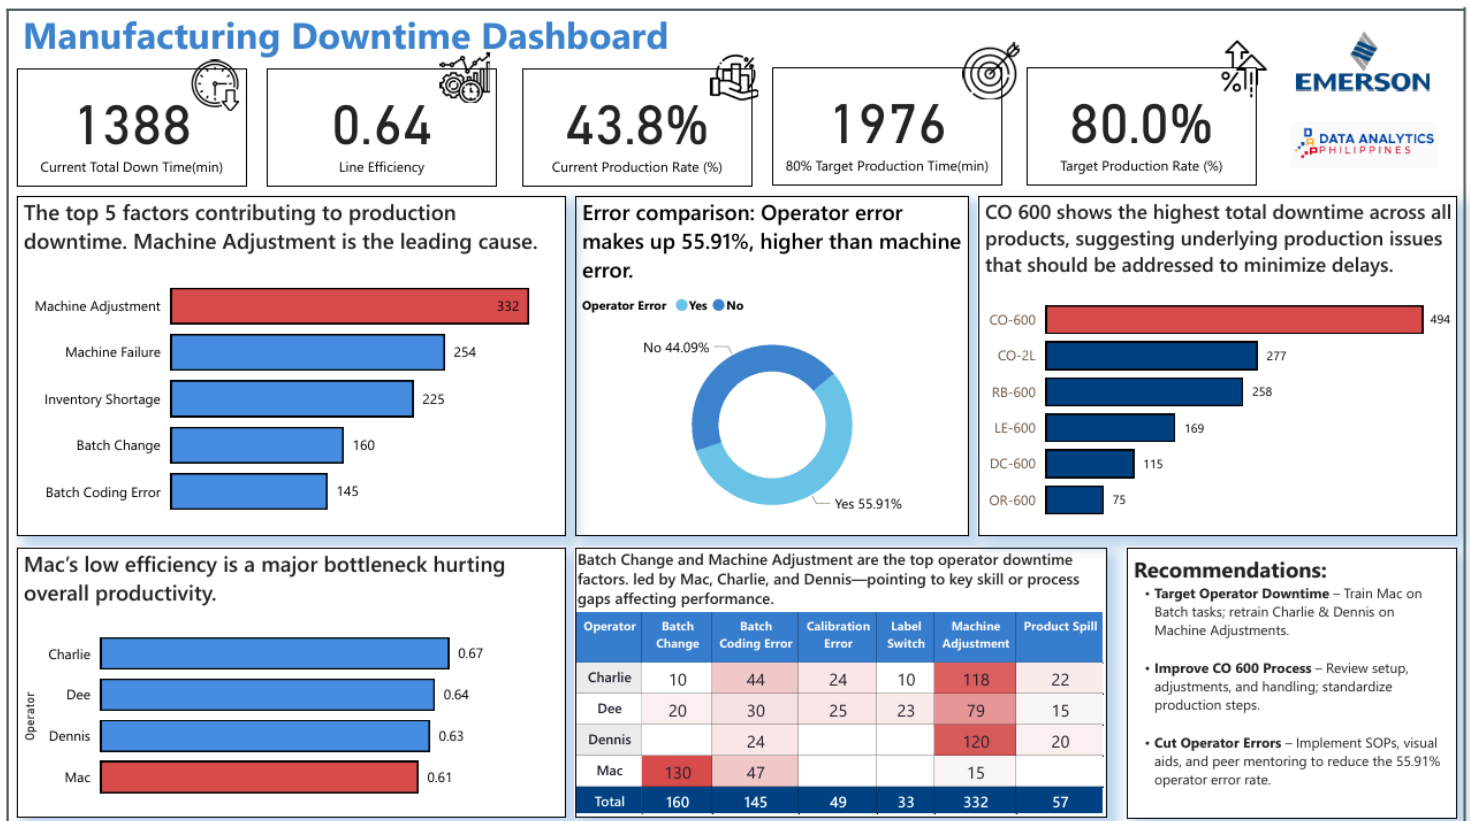 Manufacturing Downtime Dashboard
1388
Current Total Down Time(min)
0.64
Line Efficiency
43.8%
Current Production Rate (%)
1976
80% Target Production Time(min)
%
80.0%
Target Production Rate (%)
EMERSON
DAP DATA ANALYTICS
PHILIPPINES
The top 5 factors contributing to production
downtime. Machine Adjustment is the leading cause.
Machine Adjustment 332
Machine Failure 254
Inventory Shortage 225
Batch Change 160
Batch Coding Error 145
Error comparison: Operator error
makes up 55.91%, higher than machine
error.
Operator Error Yes No
No 44.09%
Yes 55.91%
CO 600 shows the highest total downtime across all
products, suggesting underlying production issues
that should be addressed to minimize delays.
CO-600 494
CO-2L 277
RB-600 258
LE-600 169
DC-600 115
OR-600 75
Mac's low efficiency is a major bottleneck hurting
overall productivity.
Operator
Charlie 0.67
Dee 0.64
Dennis 0.63
Mac 0.61
Batch Change and Machine Adjustment are the top operator downtime
factors. led by Mac, Charlie, and Dennis—pointing to key skill or process
gaps affecting performance.
Operator Batch Change Batch Coding Error Calibration Error Label Switch Machine Adjustment Product Spill
Charlie 10 44 24 10 118 22
Dee 20 30 25 23 79 15
Dennis 24 120 20
Mac 130 47 15
Total 160 145 49 33 332 57
Recommendations:
• Target Operator Downtime – Train Mac on
Batch tasks; retrain Charlie & Dennis on
Machine Adjustments.
• Improve CO 600 Process – Review setup,
adjustments, and handling; standardize
production steps.
• Cut Operator Errors – Implement SOPs, visual
aids, and peer mentoring to reduce the 55.91%
operator error rate.